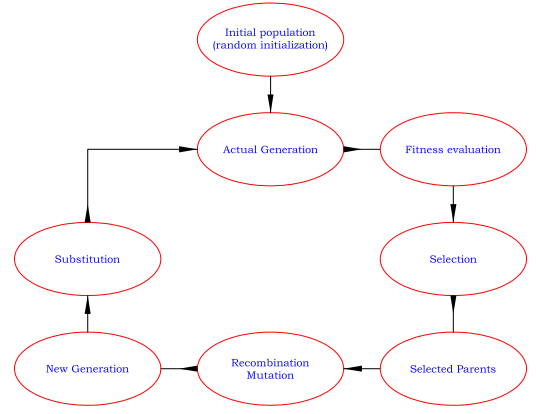 Initial population
(random initialization)
Actual Generation
Fitness evaluation
Substitution
Selection
New Generation
Recombination
Mutation
Selected Parents